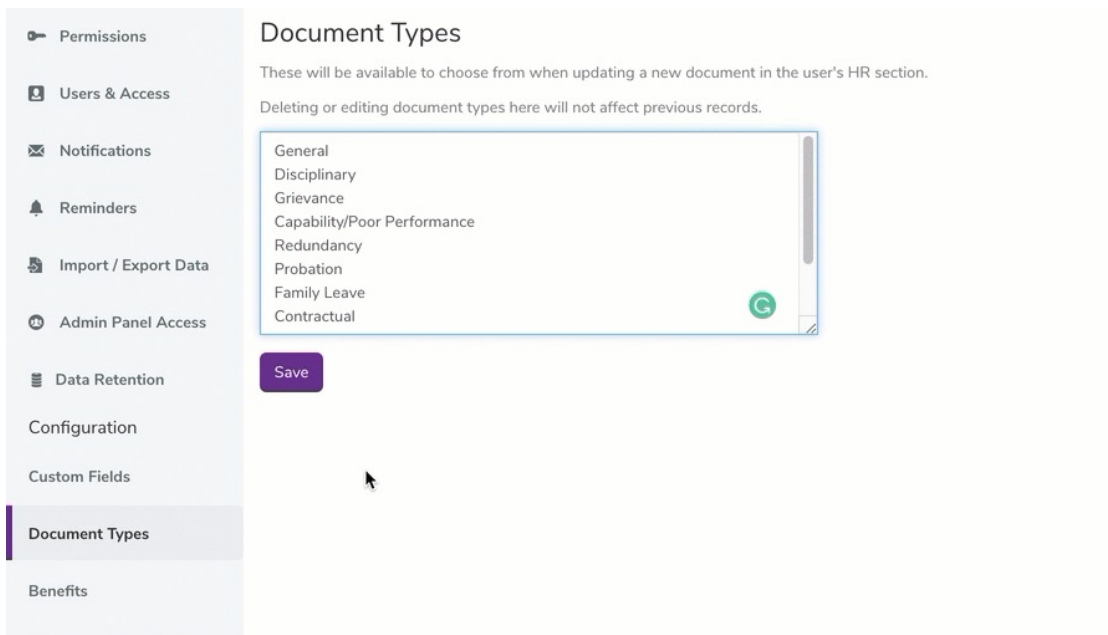 Permissions
Users & Access
Notifications
Reminders
Import / Export Data
Admin Panel Access
Data Retention
Configuration
Custom Fields
Document Types
Benefits
Document Types
These will be available to choose from when updating a new document in the user's HR section.
Deleting or editing document types here will not affect previous records.
General
Disciplinary
Grievance
Capability/Poor Performance
Redundancy
Probation
Family Leave
Contractual
Save